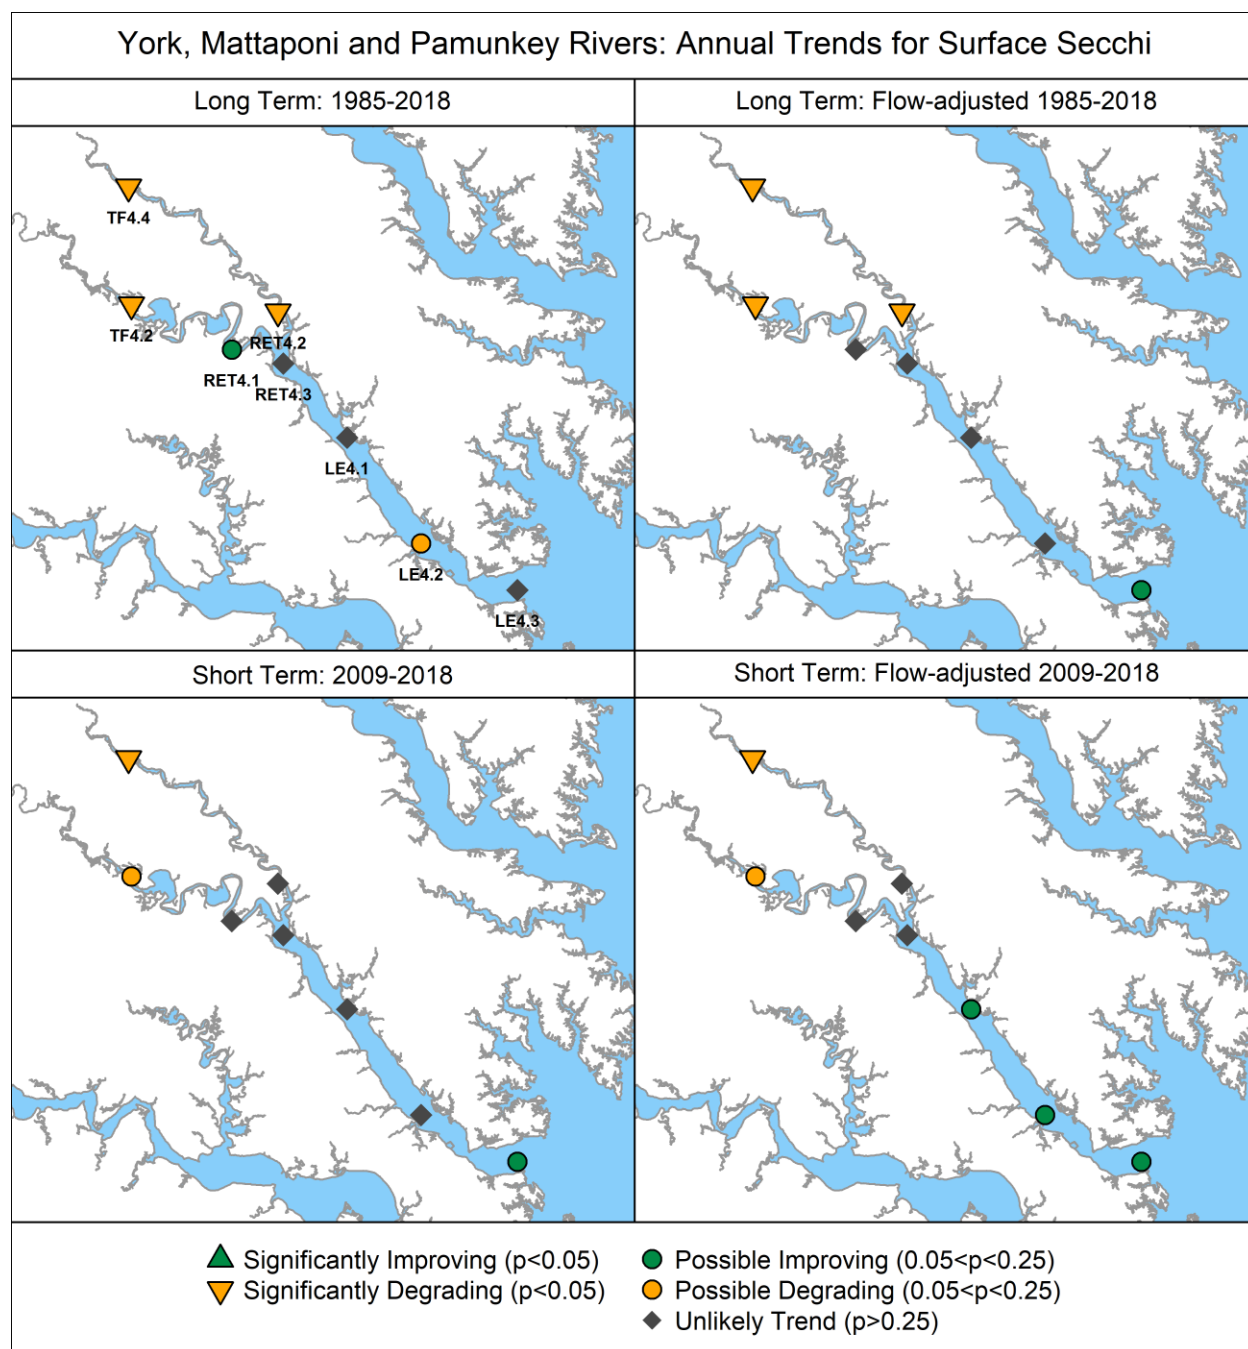 York, Mattaponi and Pamunkey Rivers: Annual Trends for Surface Secchi
Long Term: 1985-2018
Long Term: Flow-adjusted 1985-2018
TF4.4
TF4.2
RET4.2
RET4.1
RET4.3
LE4.1
LE4.2
LE4.3
Short Term: 2009-2018
Short Term: Flow-adjusted 2009-2018
Significantly Improving (p<0.05)
Possible Improving (0.05<p<0.25)
Significantly Degrading (p<0.05)
Possible Degrading (0.05<p<0.25)
Unlikely Trend (p>0.25)